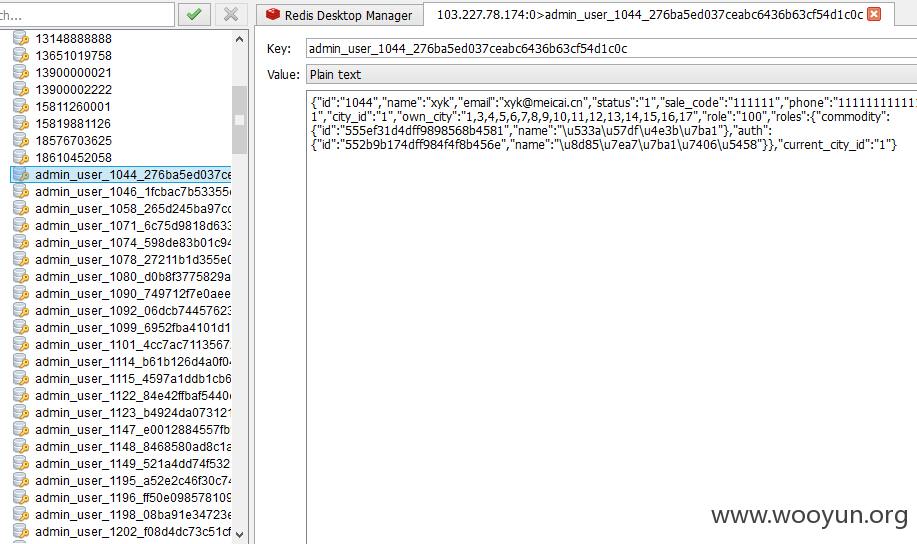 ch...
Redis Desktop Manager
103.227.78.174:0>admin_user_1044_276ba5ed037ceabc6436b63cf54d1c0c
13148888888
13651019758
13900000021
13900002222
15811260001
15819881126
18576703625
18610452058
admin_user_1044_276ba5ed037ce
admin_user_1046_1fcbac7b53355
admin_user_1058_265d245ba97cc
admin_user_1071_6c75d9818d633
admin_user_1074_598de83b01c94
admin_user_1078_27211b1d355e0
admin_user_1080_d0b8f3775829a
admin_user_1090_749712f7e0aee
admin_user_1092_06dcb74457623
admin_user_1099_6952fba4101d1
admin_user_1101_4cc7ac7113567
admin_user_1114_b61b126d4a0f0
admin_user_1115_4597a1ddb1cb6
admin_user_1122_84e42ffbaf5440
admin_user_1123_b4924da073121
admin_user_1147_e0012884557fb
admin_user_1148_8468580ad8c1a
admin_user_1149_521a4dd74f532
admin_user_1195_a52e2c46f30c7
admin_user_1196_ff50e09857810
admin_user_1198_08ba91e34723e
admin_user_1202_f08d4dc73c51cf
Key: admin_user_1044_276ba5ed037ceabc6436b63cf54d1c0c
Value: Plain text
{"id":"1044","name":"xyk","email":"xyk@meicai.cn","status":"1","sale_code":"111111","phone":"1111111111111
1","city_id":"1","own_city":"1,3,4,5,6,7,8,9,10,11,12,13,14,15,16,17","role":"100","roles":{"commodity":
{"id":"555ef31d4dff9898568b4581","name":"\u533a\u57df\u4e3b\u7ba1"},"auth":
{"id":"552b9b174dff984f4f8b456e","name":"\u8d85\u7ea7\u7ba1\u7406\u5458"}},"current_city_id":"1"}
www.wooyun.org